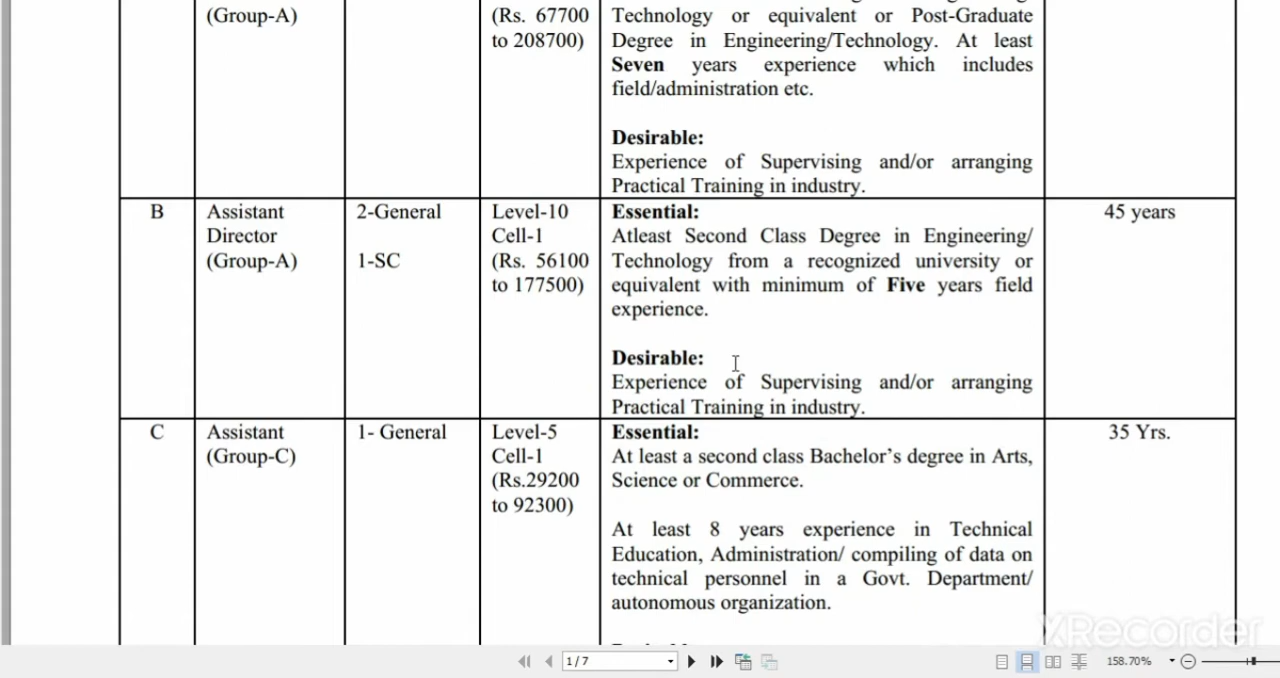 (Group-A)
(Rs. 67700
to 208700)
Technology or equivalent or Post-Graduate
Degree in Engineering/Technology. At least
Seven years experience which includes
field/administration etc.
Desirable:
Experience of Supervising and/or arranging
Practical Training in industry.
B
Assistant
Director
(Group-A)
2-General
1-SC
Level-10
Cell-1
(Rs. 56100
to 177500)
Essential:
Atleast Second Class Degree in Engineering/
Technology from a recognized university or
equivalent with minimum of Five years field
experience.
Desirable:
Experience of Supervising and/or arranging
Practical Training in industry.
45 years
C
Assistant
(Group-C)
1- General
Level-5
Cell-1
(Rs.29200
to 92300)
Essential:
At least a second class Bachelor's degree in Arts,
Science or Commerce.
At least 8 years experience in Technical
Education, Administration/ compiling of data on
technical personnel in a Govt. Department/
autonomous organization.
35 Yrs.
XRecorder
1/7
158.70%